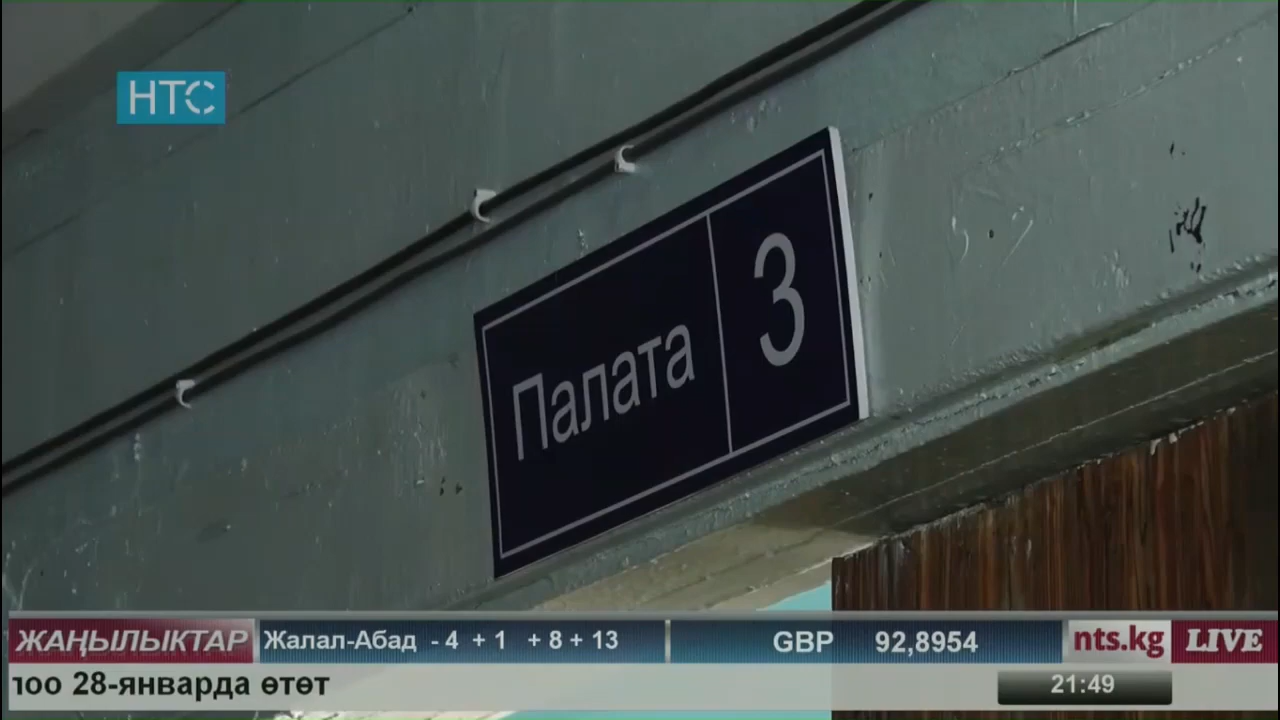 НТС
Палата 3
ЖАҢЫЛЫКТАР Жалал-Абад -4 +1 +8 +13 GBP 92,8954 nts.kg LIVE
28-январда өтөт
21:49